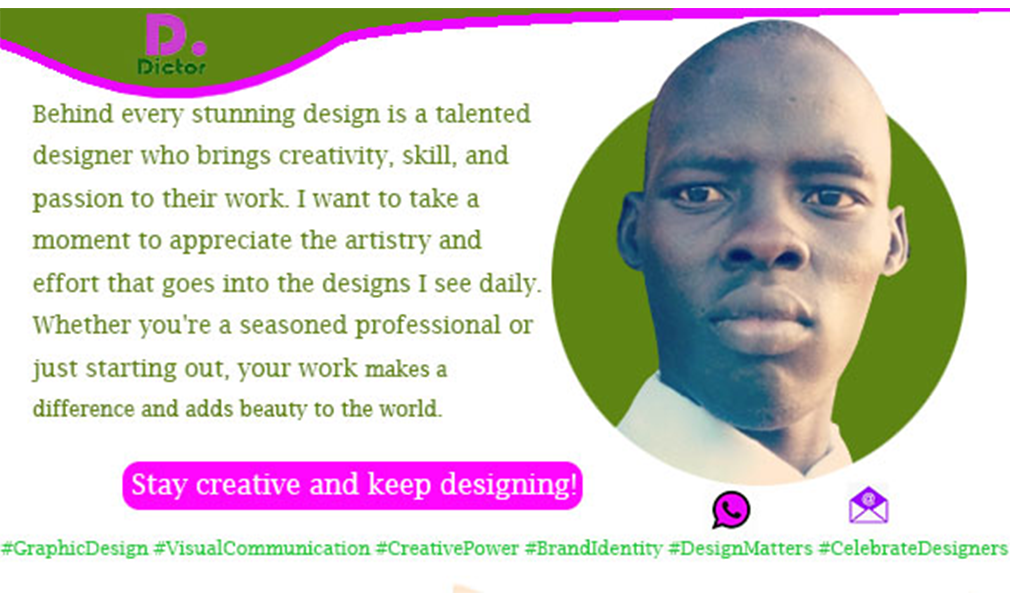 D.
Dictor
Behind every stunning design is a talented
designer who brings creativity, skill, and
passion to their work. I want to take a
moment to appreciate the artistry and
effort that goes into the designs I see daily.
Whether you're a seasoned professional or
just starting out, your work makes a
difference and adds beauty to the world.
Stay creative and keep designing!
@
#GraphicDesign #VisualCommunication #CreativePower #BrandIdentity #DesignMatters #CelebrateDesigners